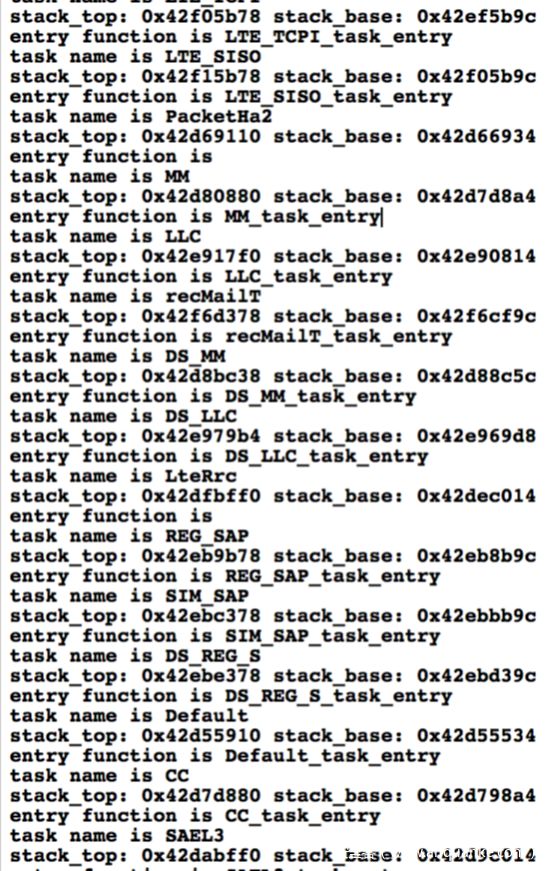 stack_top: 0x42f05b78 stack_base: 0x42ef5b9c
entry function is LTE_TCPI_task_entry
task name is LTE_SISO
stack_top: 0x42f15b78 stack_base: 0x42f05b9c
entry function is LTE_SISO_task_entry
task name is PacketHa2
stack_top: 0x42d69110 stack_base: 0x42d66934
entry function is
task name is MM
stack_top: 0x42d80880 stack_base: 0x42d7d8a4
entry function is MM_task_entry
task name is LLC
stack_top: 0x42e917f0 stack_base: 0x42e90814
entry function is LLC_task_entry
task name is recMailT
stack_top: 0x42f6d378 stack_base: 0x42f6cf9c
entry function is recMailT_task_entry
task name is DS_MM
stack_top: 0x42d8bc38 stack_base: 0x42d88c5c
entry function is DS_MM_task_entry
task name is DS_LLC
stack_top: 0x42e979b4 stack_base: 0x42e969d8
entry function is DS_LLC_task_entry
task name is LteRrc
stack_top: 0x42dfbff0 stack_base: 0x42dec014
entry function is
task name is REG_SAP
stack_top: 0x42eb9b78 stack_base: 0x42eb8b9c
entry function is REG_SAP_task_entry
task name is SIM_SAP
stack_top: 0x42ebc378 stack_base: 0x42ebbb9c
entry function is SIM_SAP_task_entry
task name is DS_REG_S
stack_top: 0x42ebe378 stack_base: 0x42ebd39c
entry function is DS_REG_S_task_entry
task name is Default
stack_top: 0x42d55910 stack_base: 0x42d55534
entry function is Default_task_entry
task name is CC
stack_top: 0x42d7d880 stack_base: 0x42d798a4
entry function is CC_task_entry
task name is SAEL3
stack_top: 0x42dabff0 stack_base: